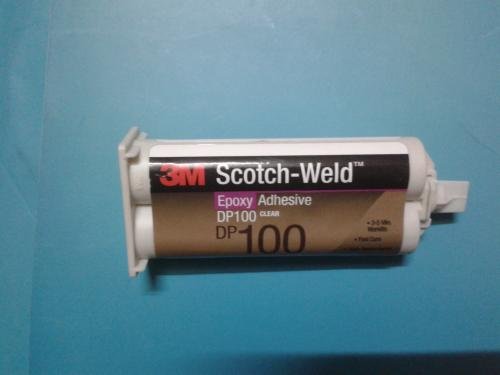 3M Scotch-Weld™
Epoxy Adhesive
DP100 CLEAR
DP100
• 3-5 Min.
Worklife
• Fast Cure